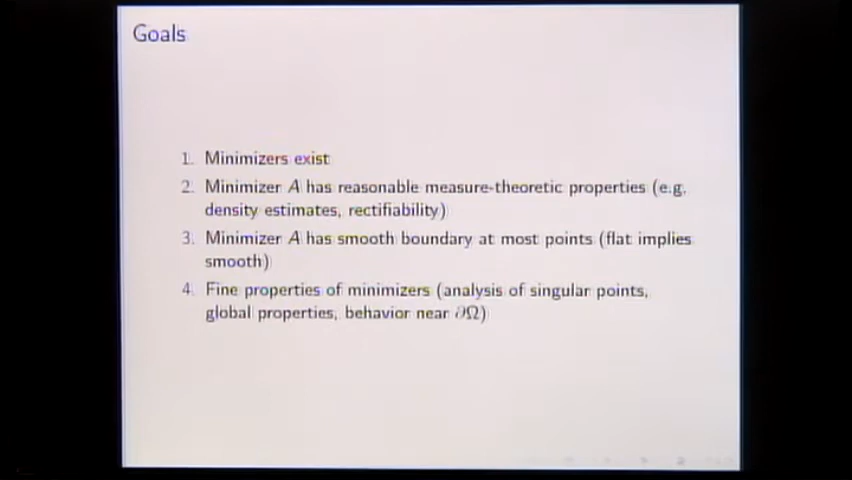 Goals
1. Minimizers exist
2. Minimizer A has reasonable measure-theoretic properties (e.g.
density estimates, rectifiability)
3. Minimizer A has smooth boundary at most points (flat implies
smooth)
4. Fine properties of minimizers (analysis of singular points,
global properties, behavior near ∂Ω)